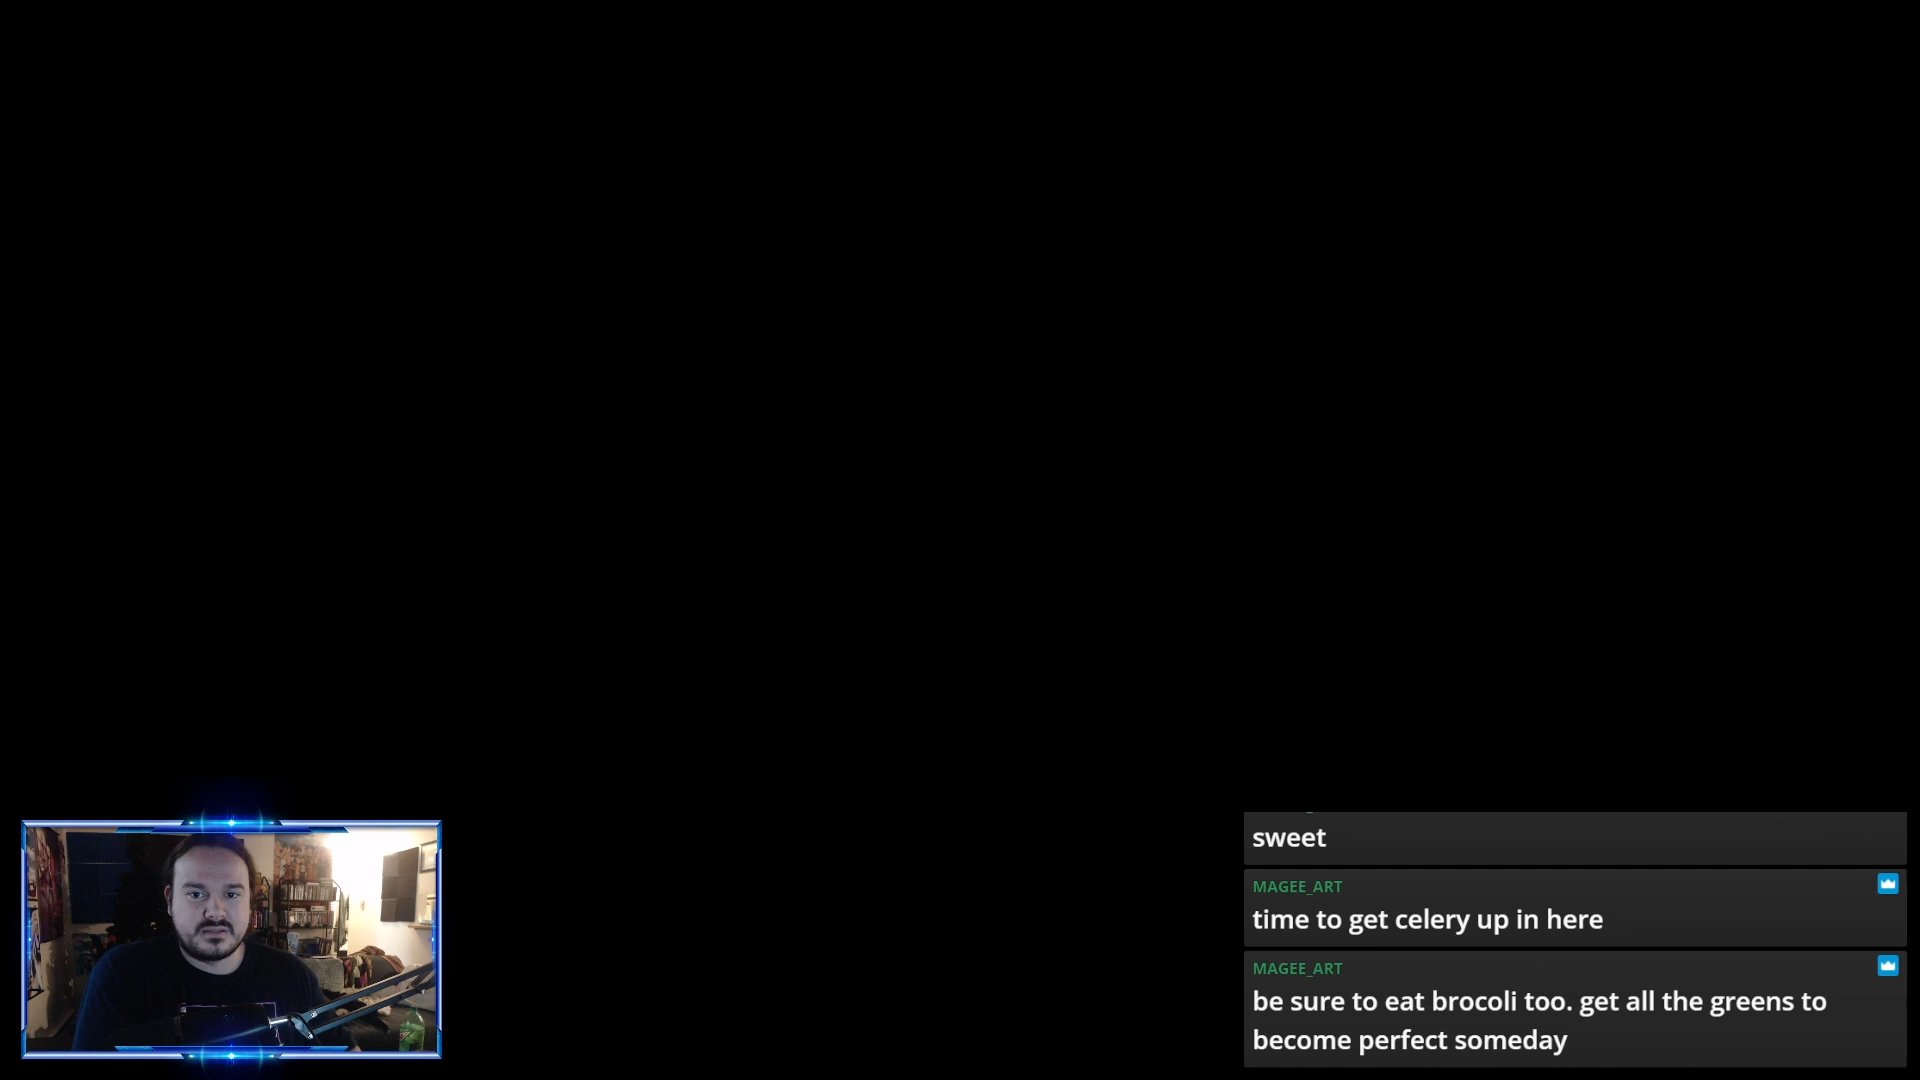 sweet
MAGEE_ART
time to get celery up in here
MAGEE_ART
be sure to eat brocoli too. get all the greens to
become perfect someday